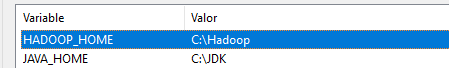 Variable Valor
HADOOP_HOME C:\Hadoop
JAVA_HOME C:\JDK